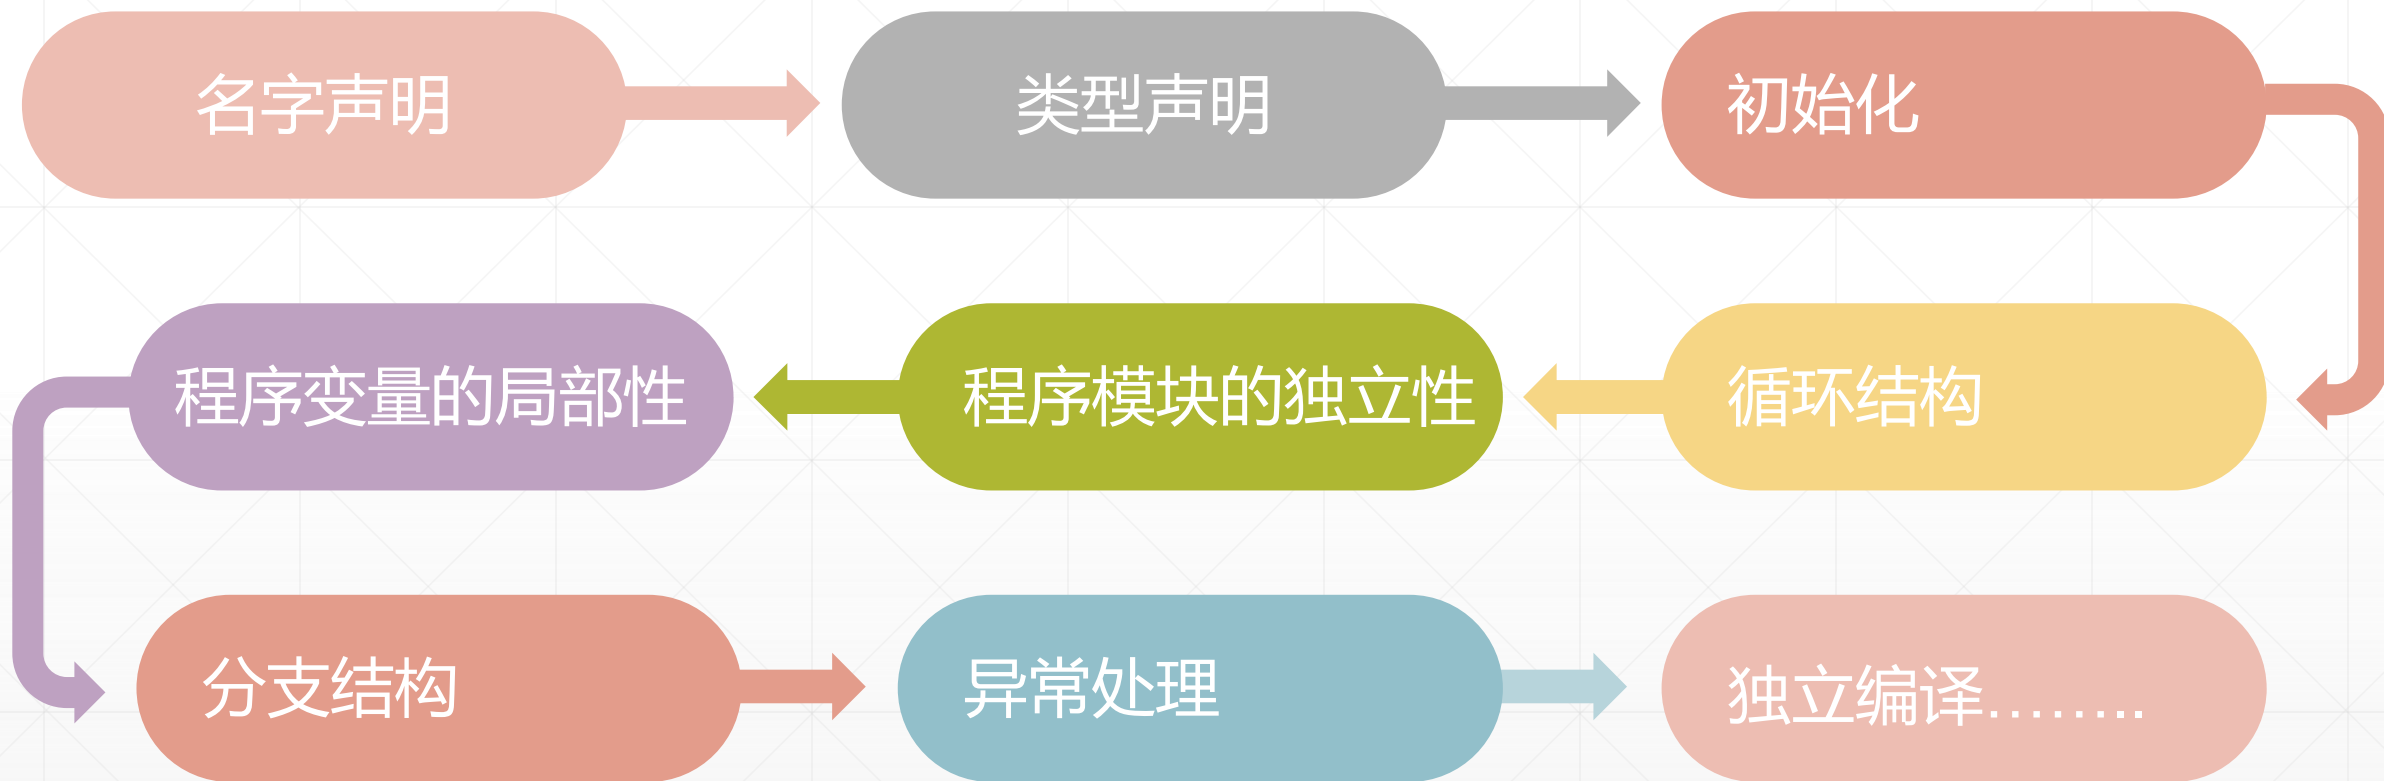 名字声明
类型声明
初始化
循环结构
程序模块的独立性
程序变量的局部性
分支结构
异常处理
独立编译……..